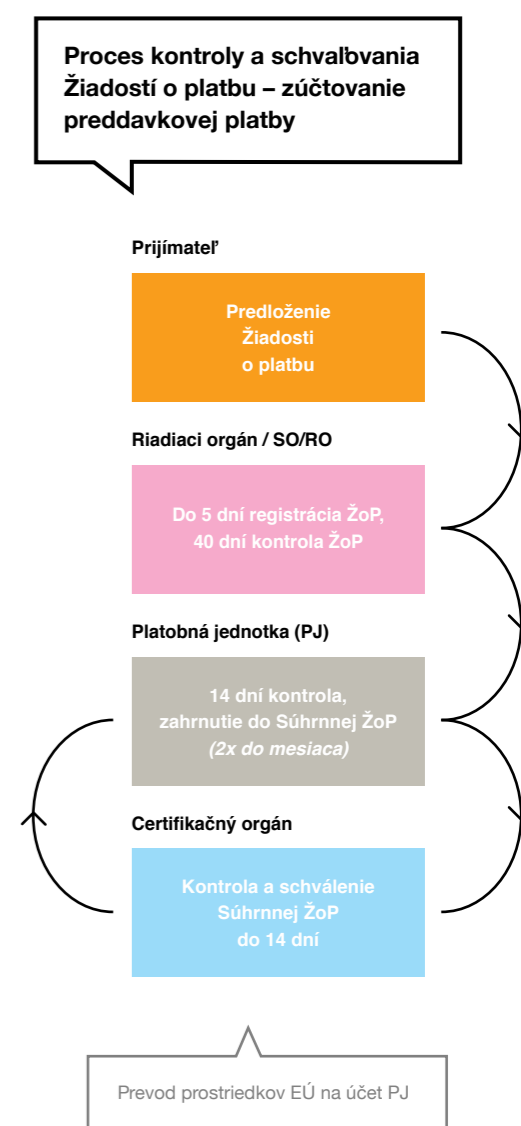 Proces kontroly a schvaľovania
Žiadostí o platbu – zúčtovanie
preddavkovej platby
Prijímateľ
Predloženie
Žiadosti
o platbu
Riadiaci orgán / SO/RO
Do 5 dní registrácia ŽoP,
40 dní kontrola ŽoP
Platobná jednotka (PJ)
14 dní kontrola,
zahrnutie do Súhrnnej ŽoP
(2x do mesiaca)
Certifikačný orgán
Kontrola a schválenie
Súhrnnej ŽoP
do 14 dní
Prevod prostriedkov EÚ na účet PJ